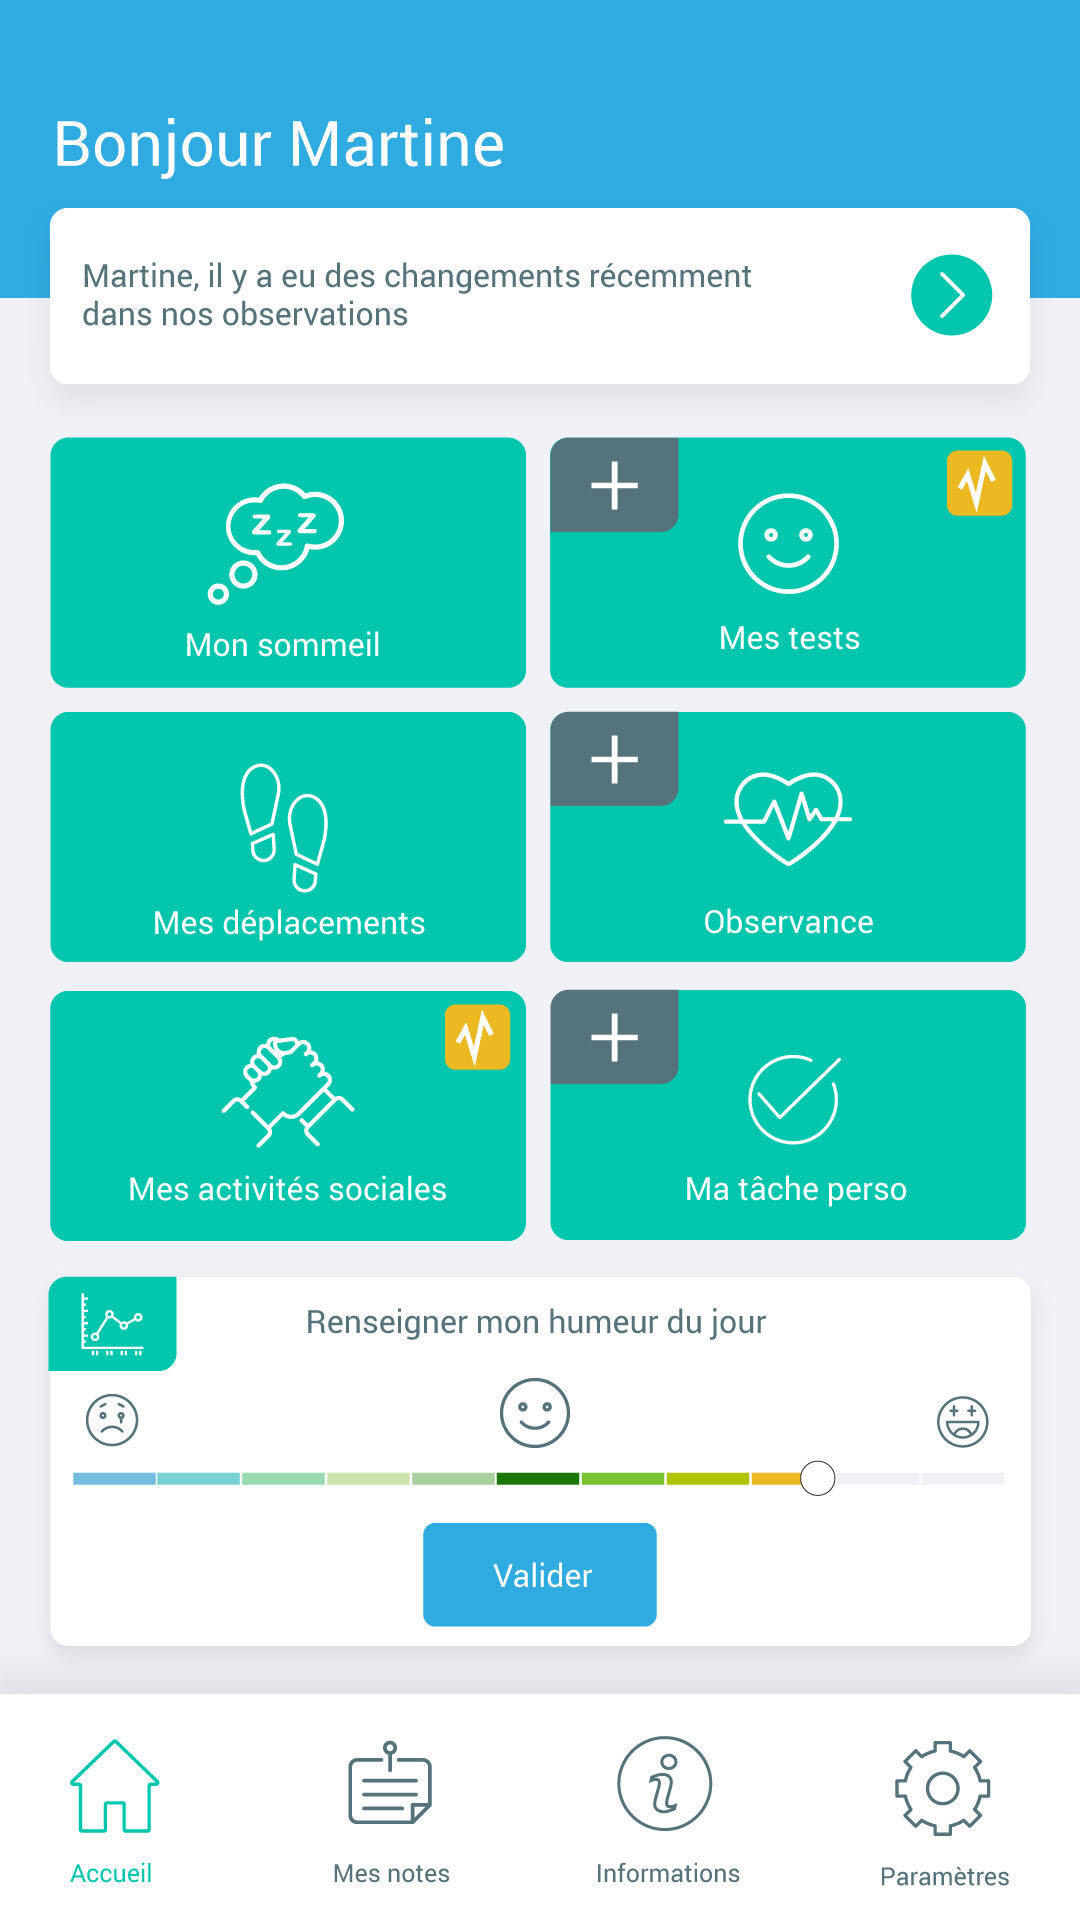 Bonjour Martine
Martine, il y a eu des changements récemment
dans nos observations
z z z
Mon sommeil
Mes tests
Mes déplacements
Observance
Mes activités sociales
Ma tâche perso
Renseigner mon humeur du jour
Valider
Accueil
Mes notes
Informations
Paramètres